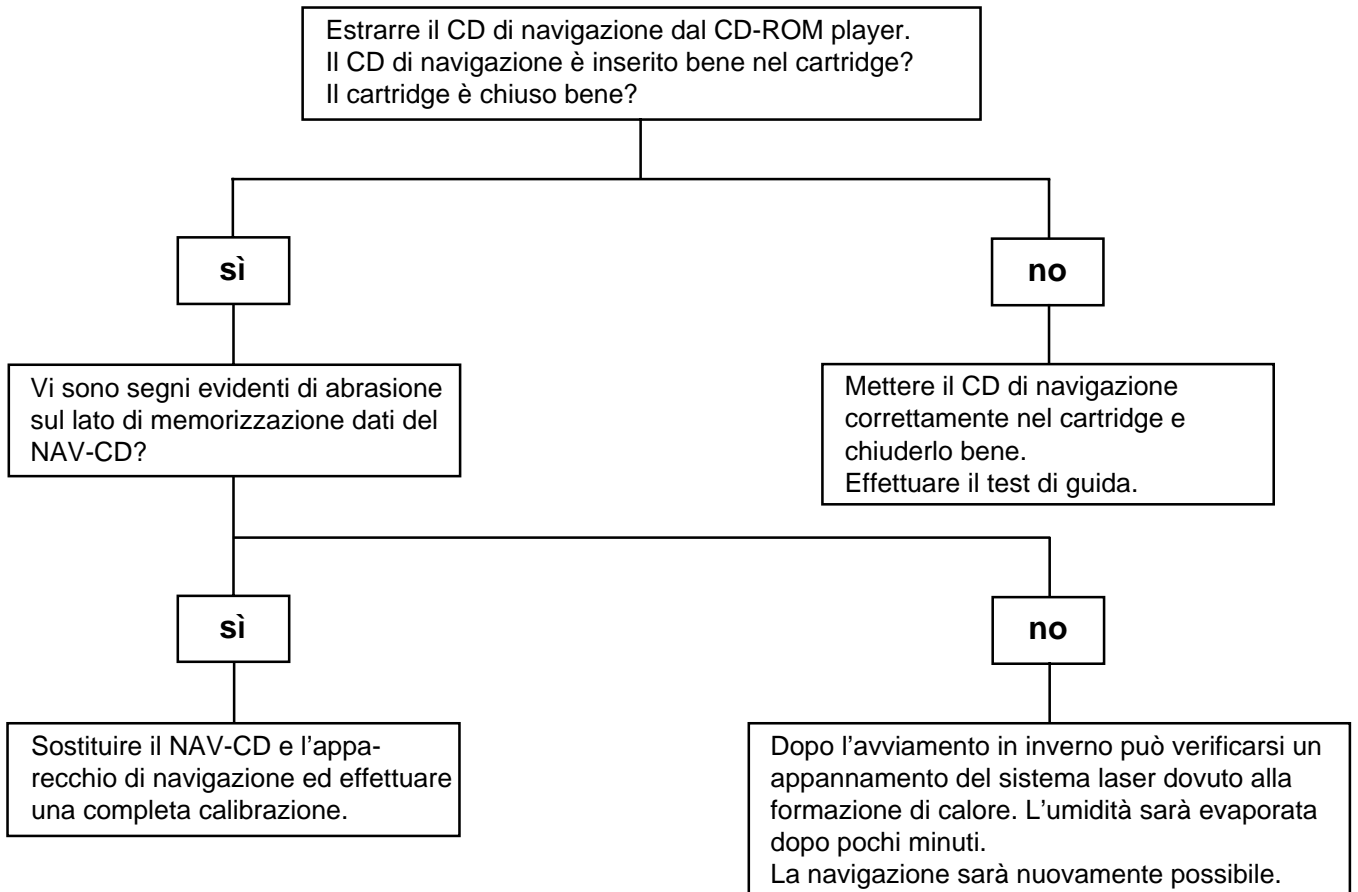 Estrarre il CD di navigazione dal CD-ROM player.
Il CD di navigazione è inserito bene nel cartridge?
Il cartridge è chiuso bene?
sì
no
Vi sono segni evidenti di abrasione
sul lato di memorizzazione dati del
NAV-CD?
Mettere il CD di navigazione
correttamente nel cartridge e
chiuderlo bene.
Effettuare il test di guida.
sì
no
Sostituire il NAV-CD e l’appa-
recchio di navigazione ed effettuare
una completa calibrazione.
Dopo l’avviamento in inverno può verificarsi un
appannamento del sistema laser dovuto alla
formazione di calore. L’umidità sarà evaporata
dopo pochi minuti.
La navigazione sarà nuovamente possibile.